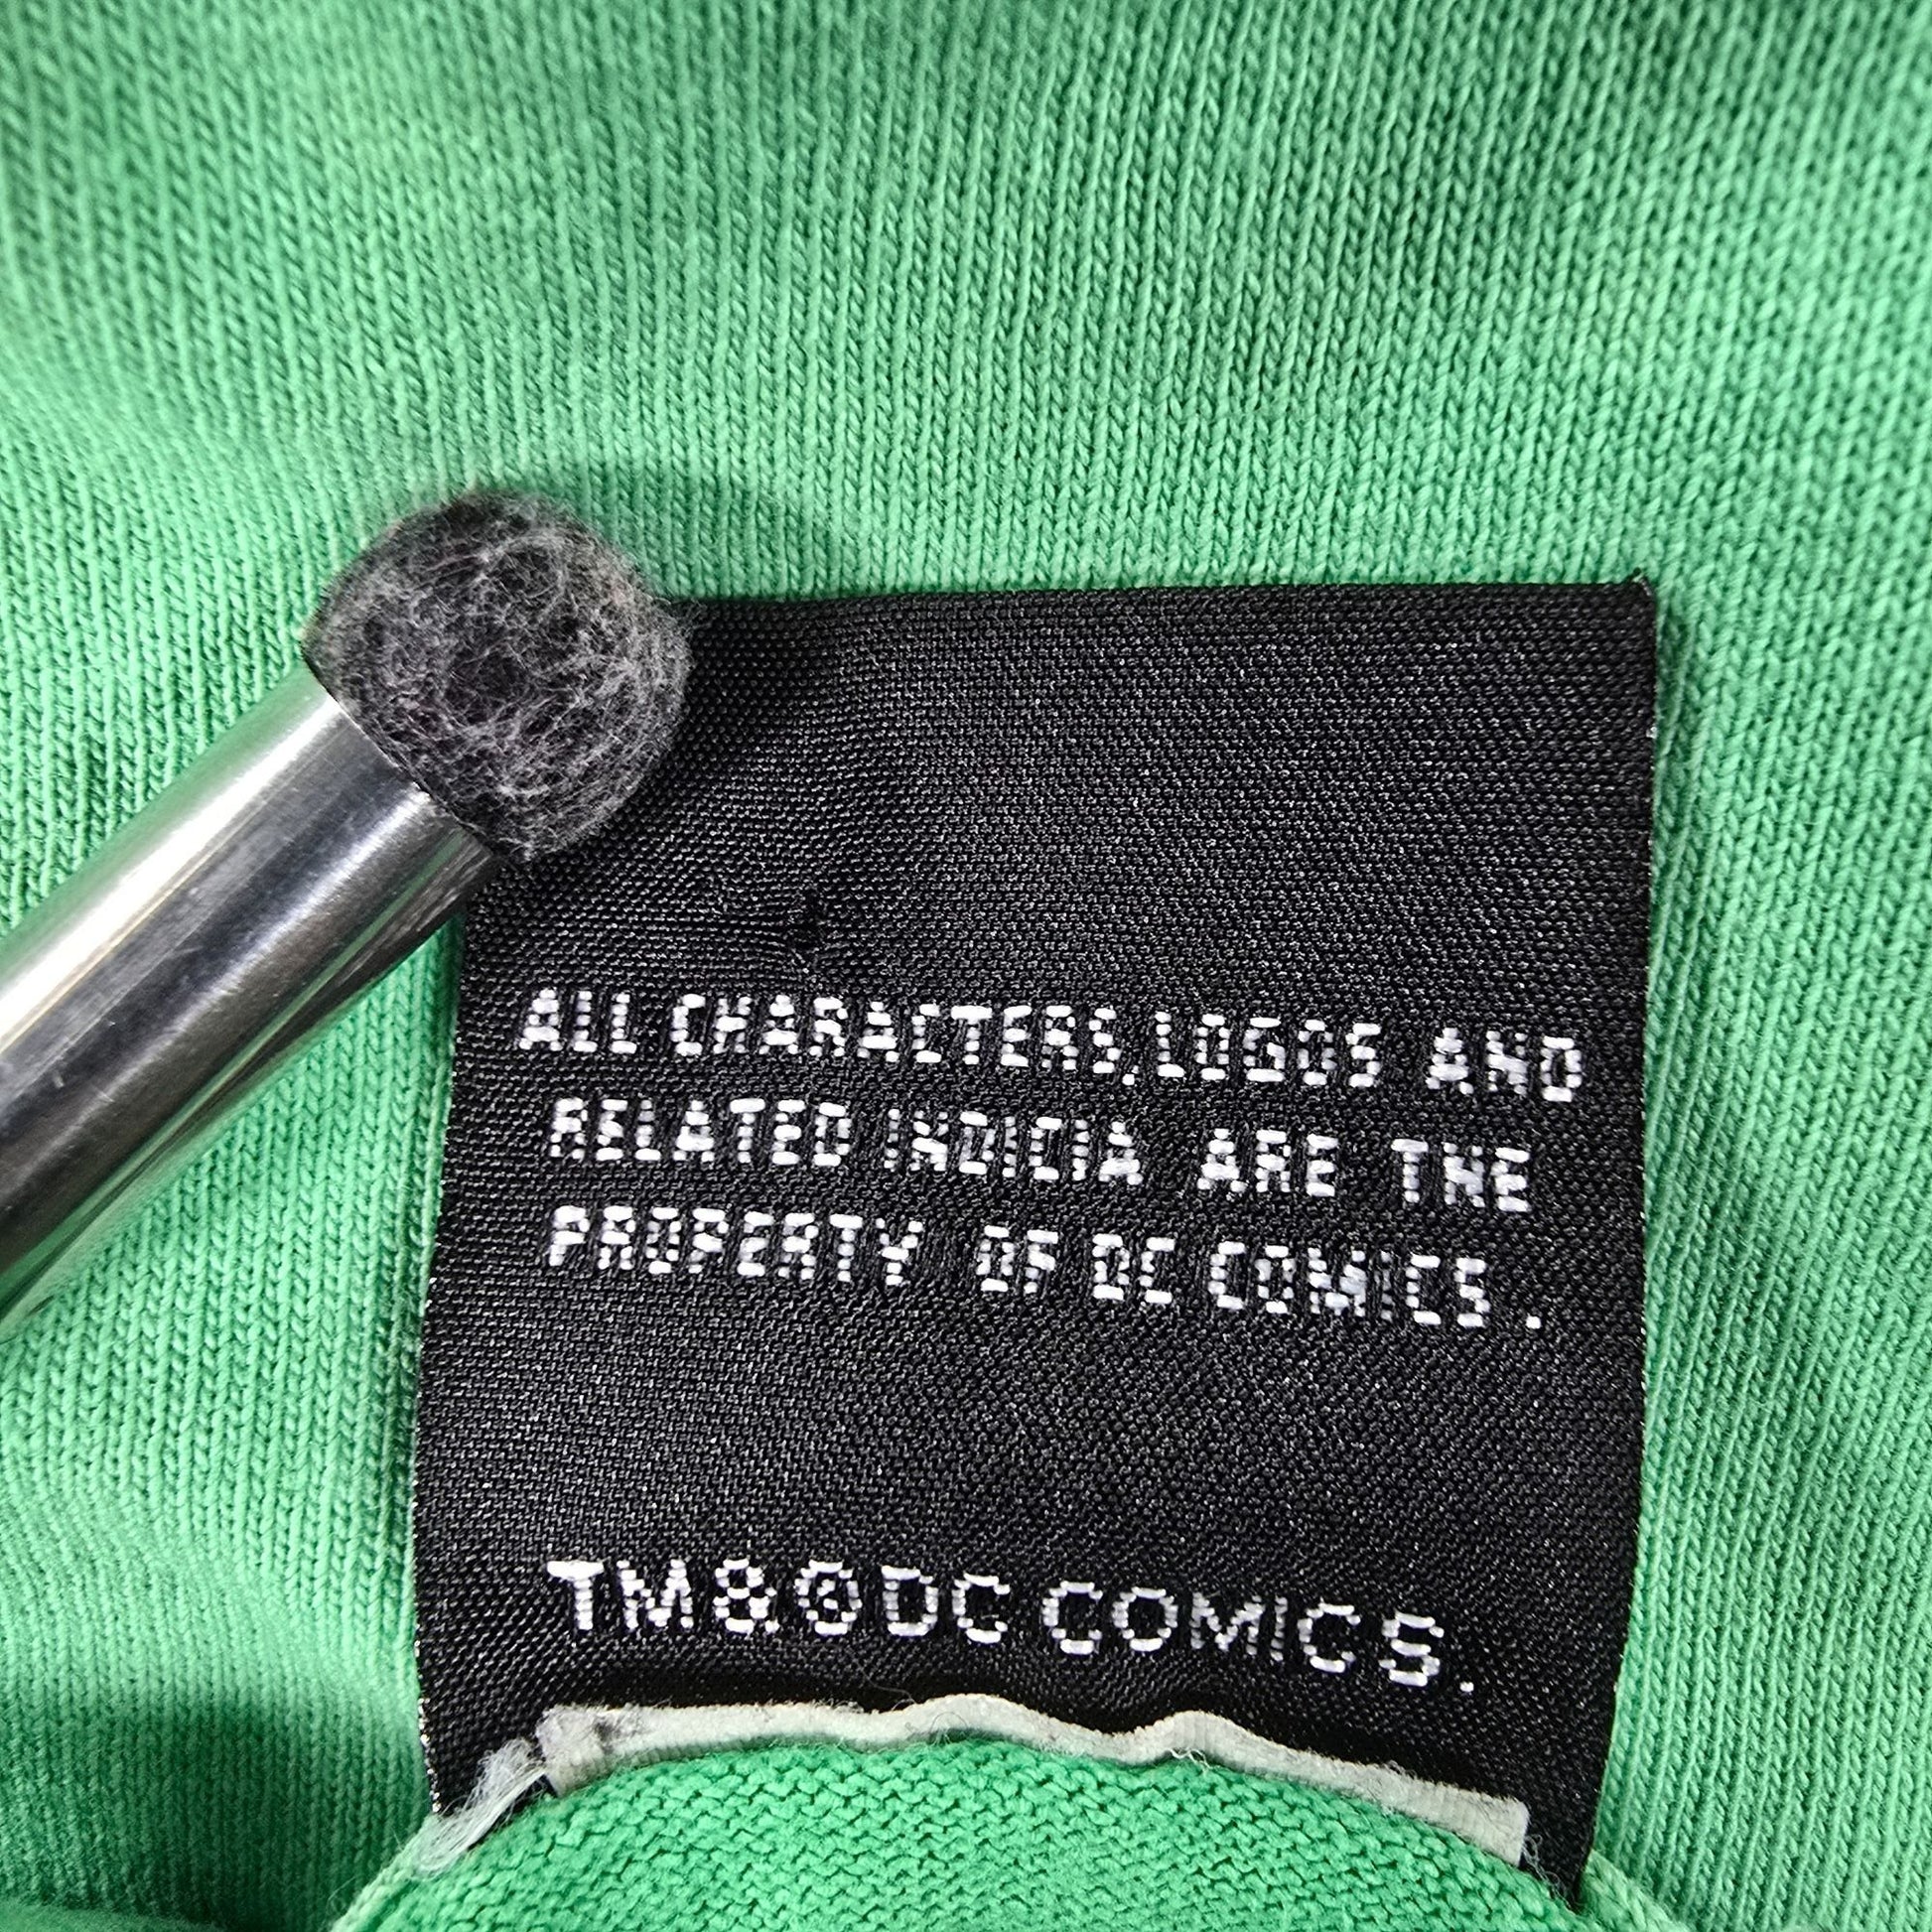 ALL CHARACTERS, LOGOS AND
RELATED INDICIA ARE THE
PROPERTY OF DC COMICS.
TM & © DC COMICS.